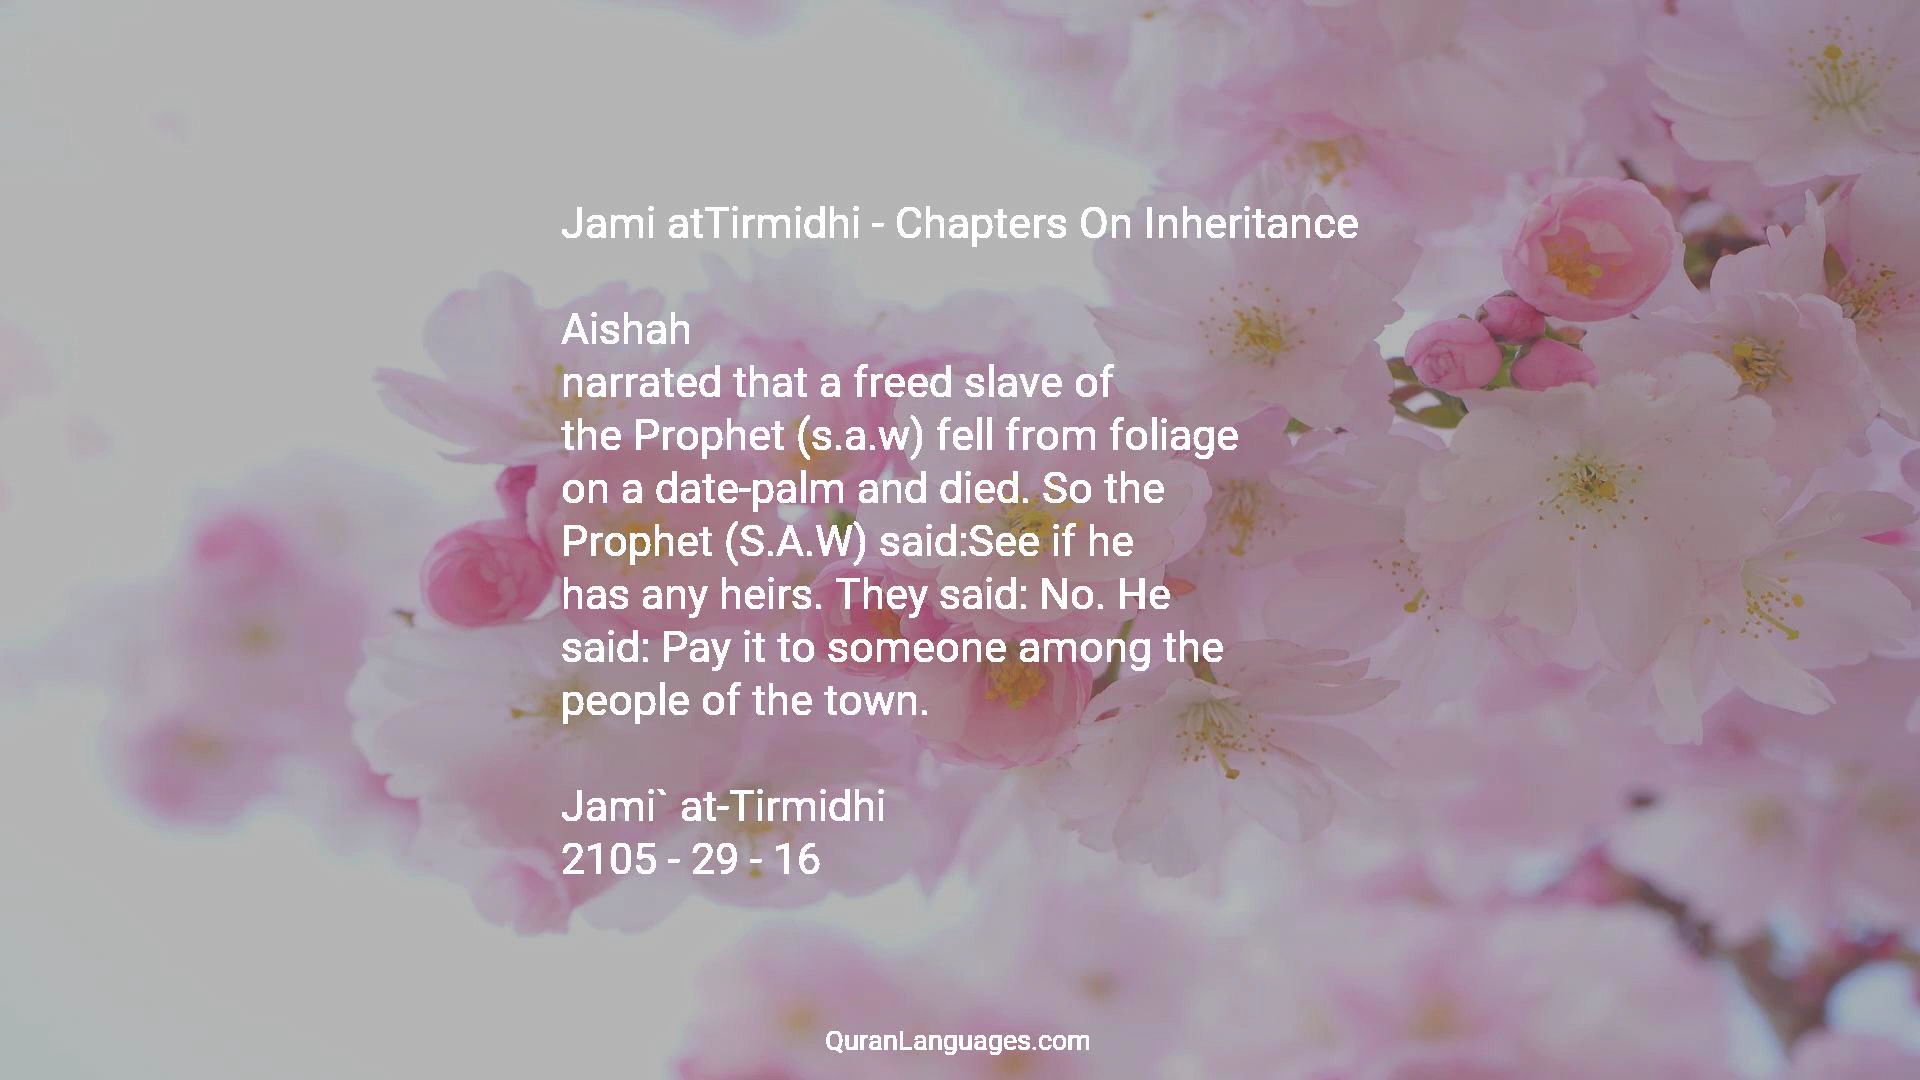 Jami atTirmidhi - Chapters On Inheritance
Aishah
narrated that a freed slave of
the Prophet (s.a.w) fell from foliage
on a date-palm and died. So the
Prophet (S.A.W) said:See if he
has any heirs. They said: No. He
said: Pay it to someone among the
people of the town.
Jami` at-Tirmidhi
2105 - 29 - 16
QuranLanguages.com